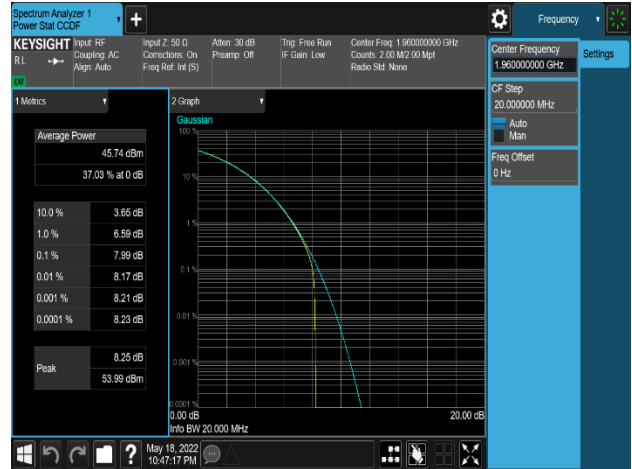 Spectrum Analyzer 1
Power Stat CCDF
Frequency
KEYSIGHT
RL
LXI
Input: RF
Coupling: AC
Align: Auto
Input Z: 50 Ω
Corrections: On
Freq Ref: Int (S)
Atten: 30 dB
Preamp: Off
Trig: Free Run
IF Gain: Low
Center Freq: 1.960000000 GHz
Counts: 2.00 M/2.00 Mpt
Radio Std: None
Center Frequency
1.960000000 GHz
Settings
CF Step
20.000000 MHz
Auto
Man
Freq Offset
0 Hz
1 Metrics
Average Power
45.74 dBm
37.03 % at 0 dB
10.0 % 3.65 dB
1.0 % 6.59 dB
0.1 % 7.99 dB
0.01 % 8.17 dB
0.001 % 8.21 dB
0.0001 % 8.23 dB
Peak 8.25 dB
53.99 dBm
2 Graph
Gaussian
100 %
10 %
1 %
0.1 %
0.01 %
0.001 %
0.0001 %
0.00 dB 20.00 dB
Info BW 20.000 MHz
?
May 18, 2022
10:47:17 PM